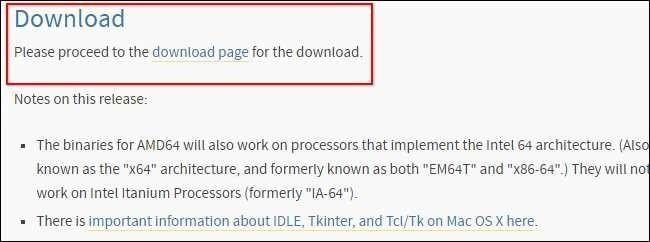 Download
Please proceed to the download page for the download.
Notes on this release:
▪ The binaries for AMD64 will also work on processors that implement the Intel 64 architecture. (Also
known as the "x64" architecture, and formerly known as both "EM64T" and "x86-64".) They will not
work on Intel Itanium Processors (formerly "IA-64").
▪ There is important information about IDLE, Tkinter, and Tcl/Tk on Mac OS X here.